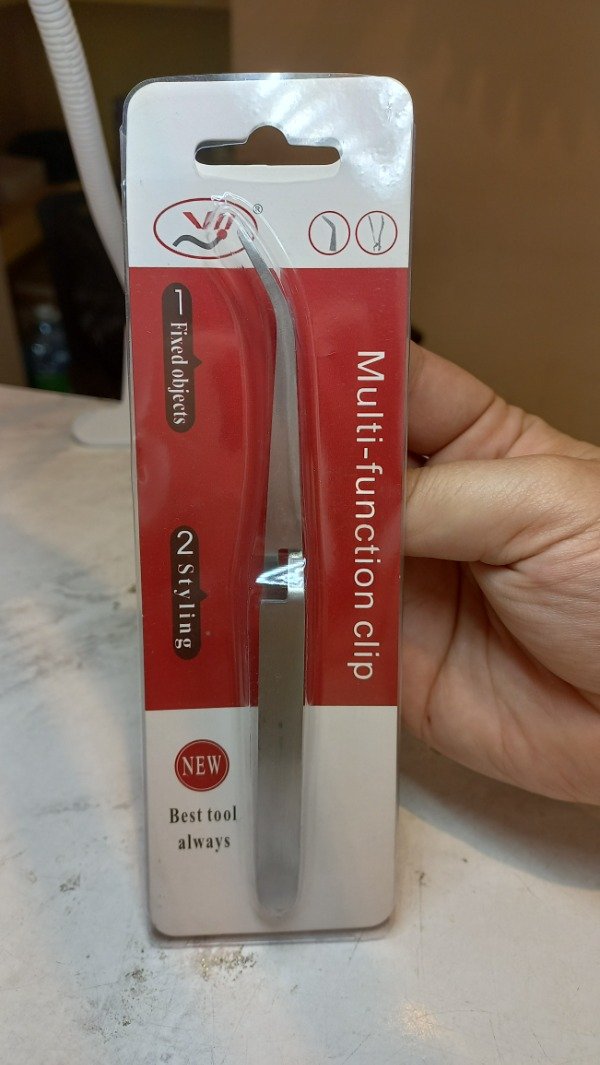 ®
1 Fixed objects
Multi-function clip
2 Styling
NEW
Best tool
always